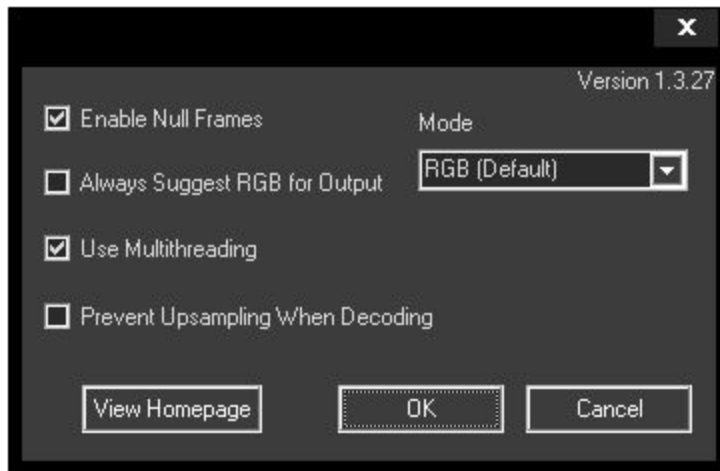 X
Version 1.3.27
Enable Null Frames
Mode
Always Suggest RGB for Output
RGB (Default)
Use Multithreading
Prevent Upsampling When Decoding
View Homepage
OK
Cancel